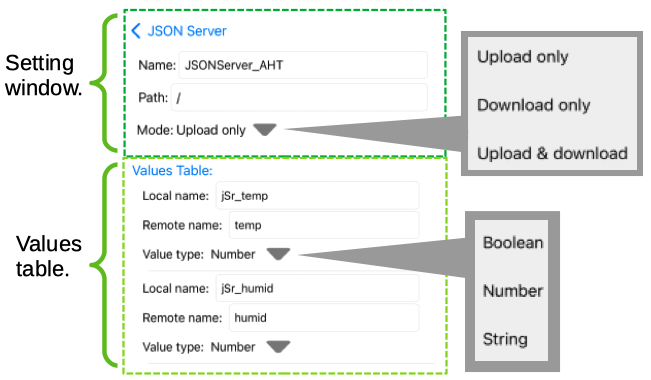 Setting
window.
JSON Server
Name: JSONServer_AHT
Path: /
Mode: Upload only
Upload only
Download only
Upload & download
Values
table.
Values Table:
Local name: jSr_temp
Remote name: temp
Value type: Number
Local name: jSr_humid
Remote name: humid
Value type: Number
Boolean
Number
String